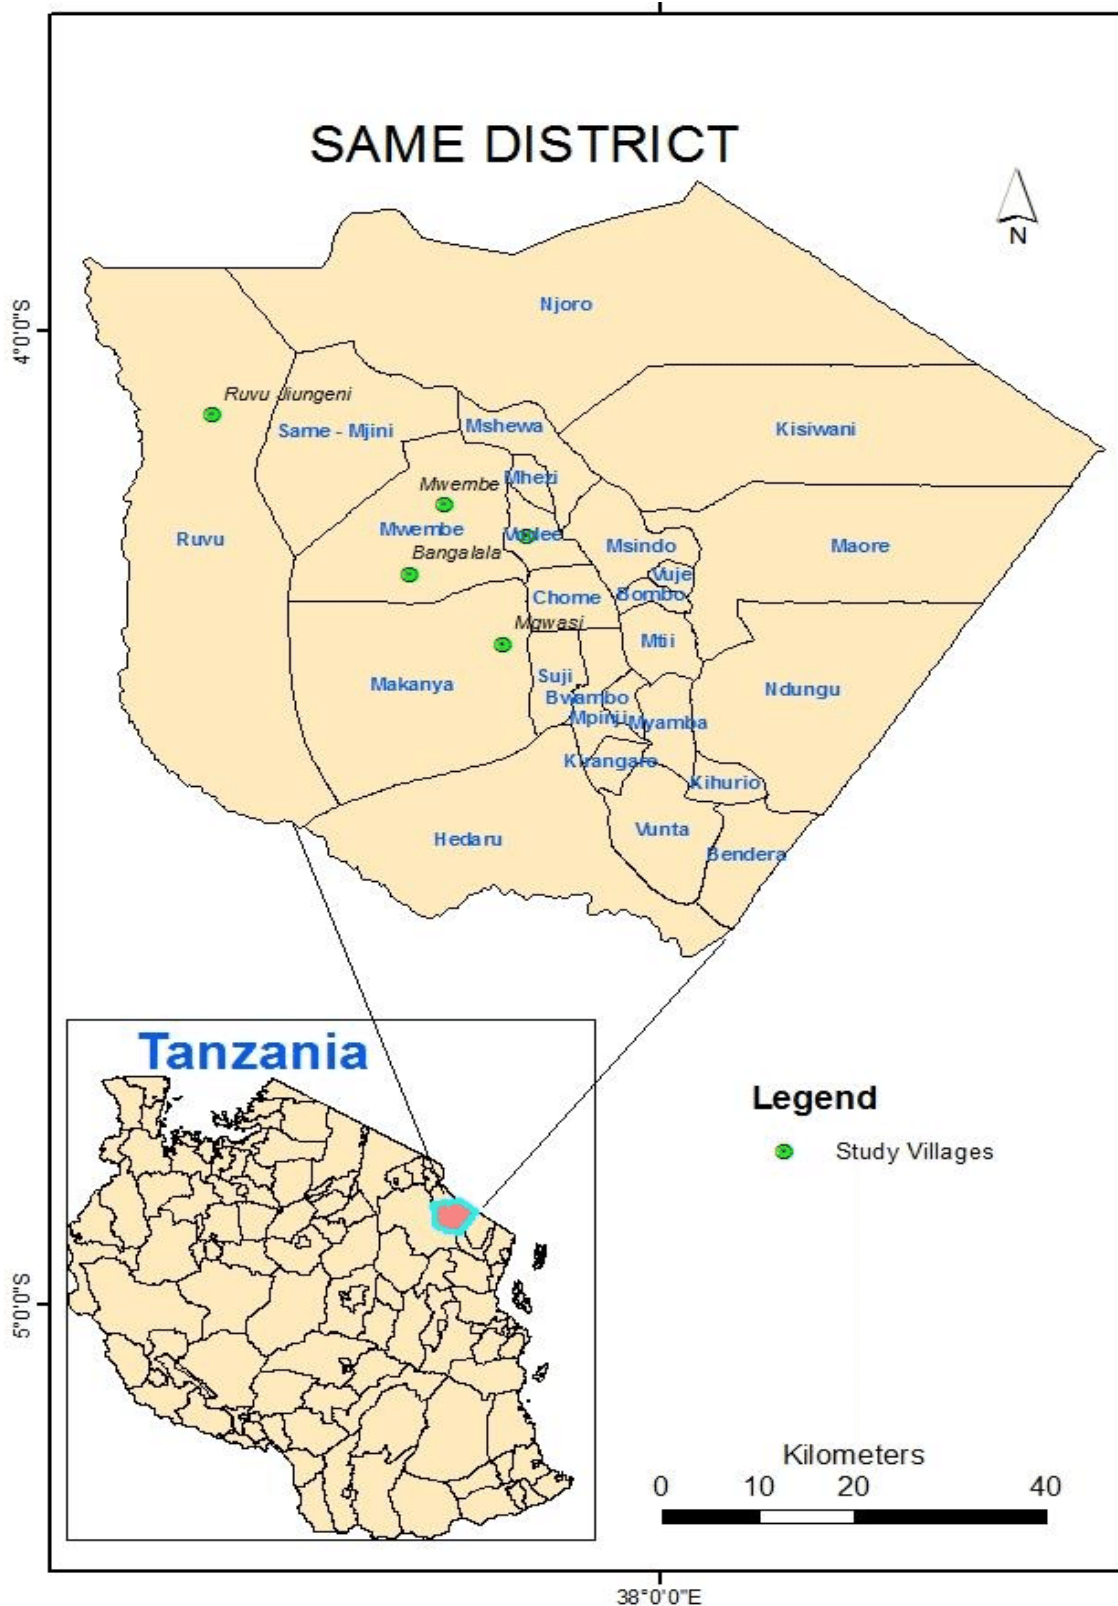 SAME DISTRICT
N
4°0'0"S
Njoro
Ruvu Jiungeni
Same - Mjini
Mshewa
Kisiwani
Mhezi
Mwembe
Mwembe
Ruvu
Msindo
Maore
Bangalala
Vuje
Bombo
Chome
Mgwasi
Mtii
Suji
Makanya
Ndungu
Bwambo
Mpinji
Myamba
Kirangare
Kihurio
Vunta
Hedaru
Bendera
Tanzania
Legend
Study Villages
5°0'0"S
Kilometers
0 10 20 40
38°0'0"E